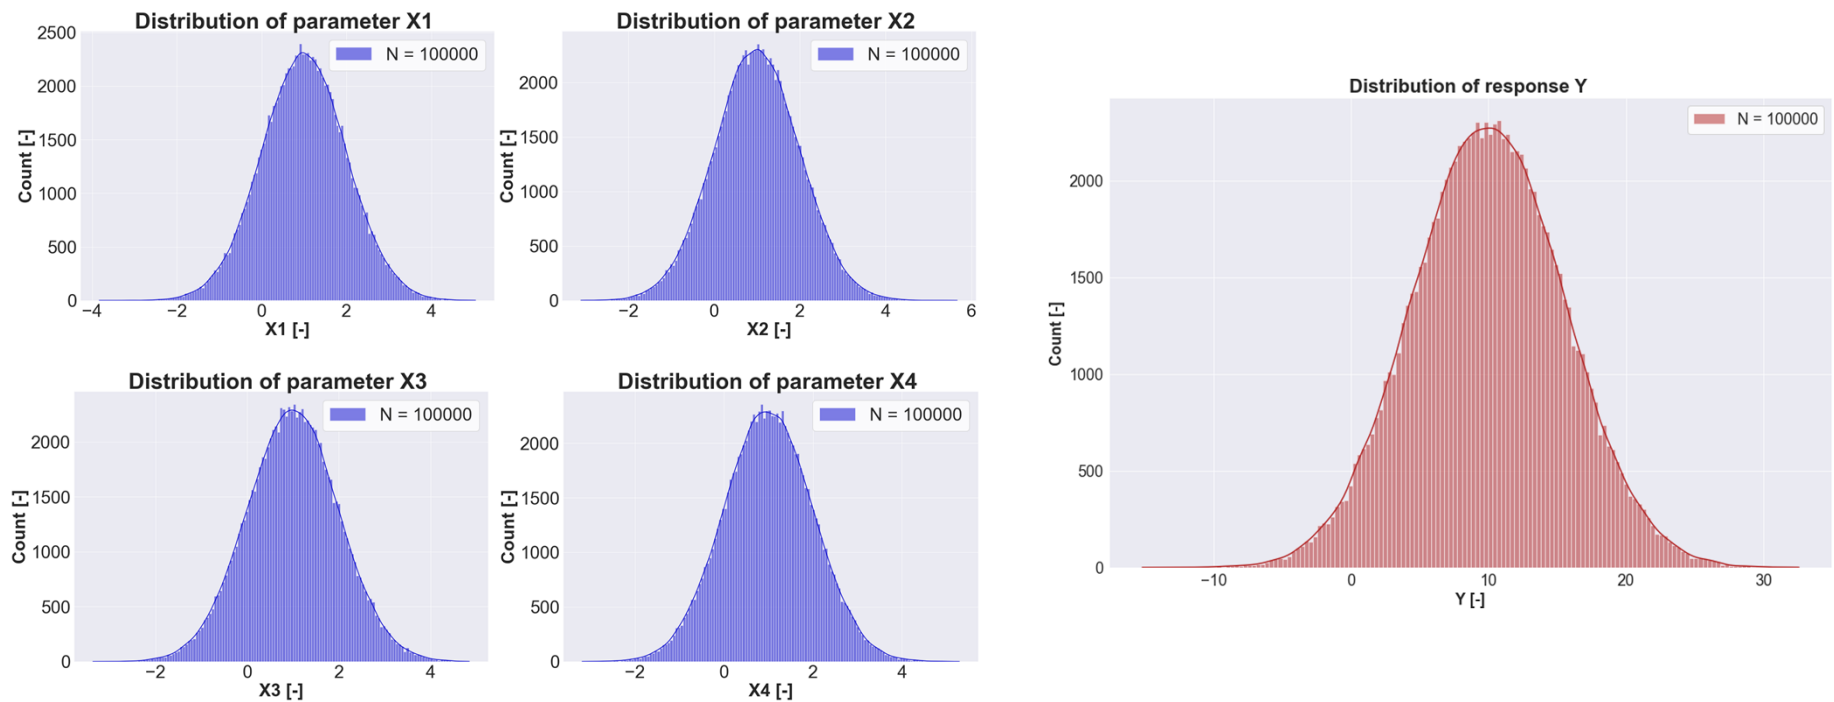 Distribution of parameter X1
N = 100000
Count [-]
2500
2000
1500
1000
500
0
−4 −2 0 2 4
X1 [-]
Distribution of parameter X2
N = 100000
Count [-]
2000
1500
1000
500
0
−2 0 2 4 6
X2 [-]
Distribution of parameter X3
N = 100000
Count [-]
2000
1500
1000
500
0
−2 0 2 4
X3 [-]
Distribution of parameter X4
N = 100000
Count [-]
2000
1500
1000
500
0
−2 0 2 4
X4 [-]
Distribution of response Y
N = 100000
Count [-]
2000
1500
1000
500
0
−10 0 10 20 30
Y [-]